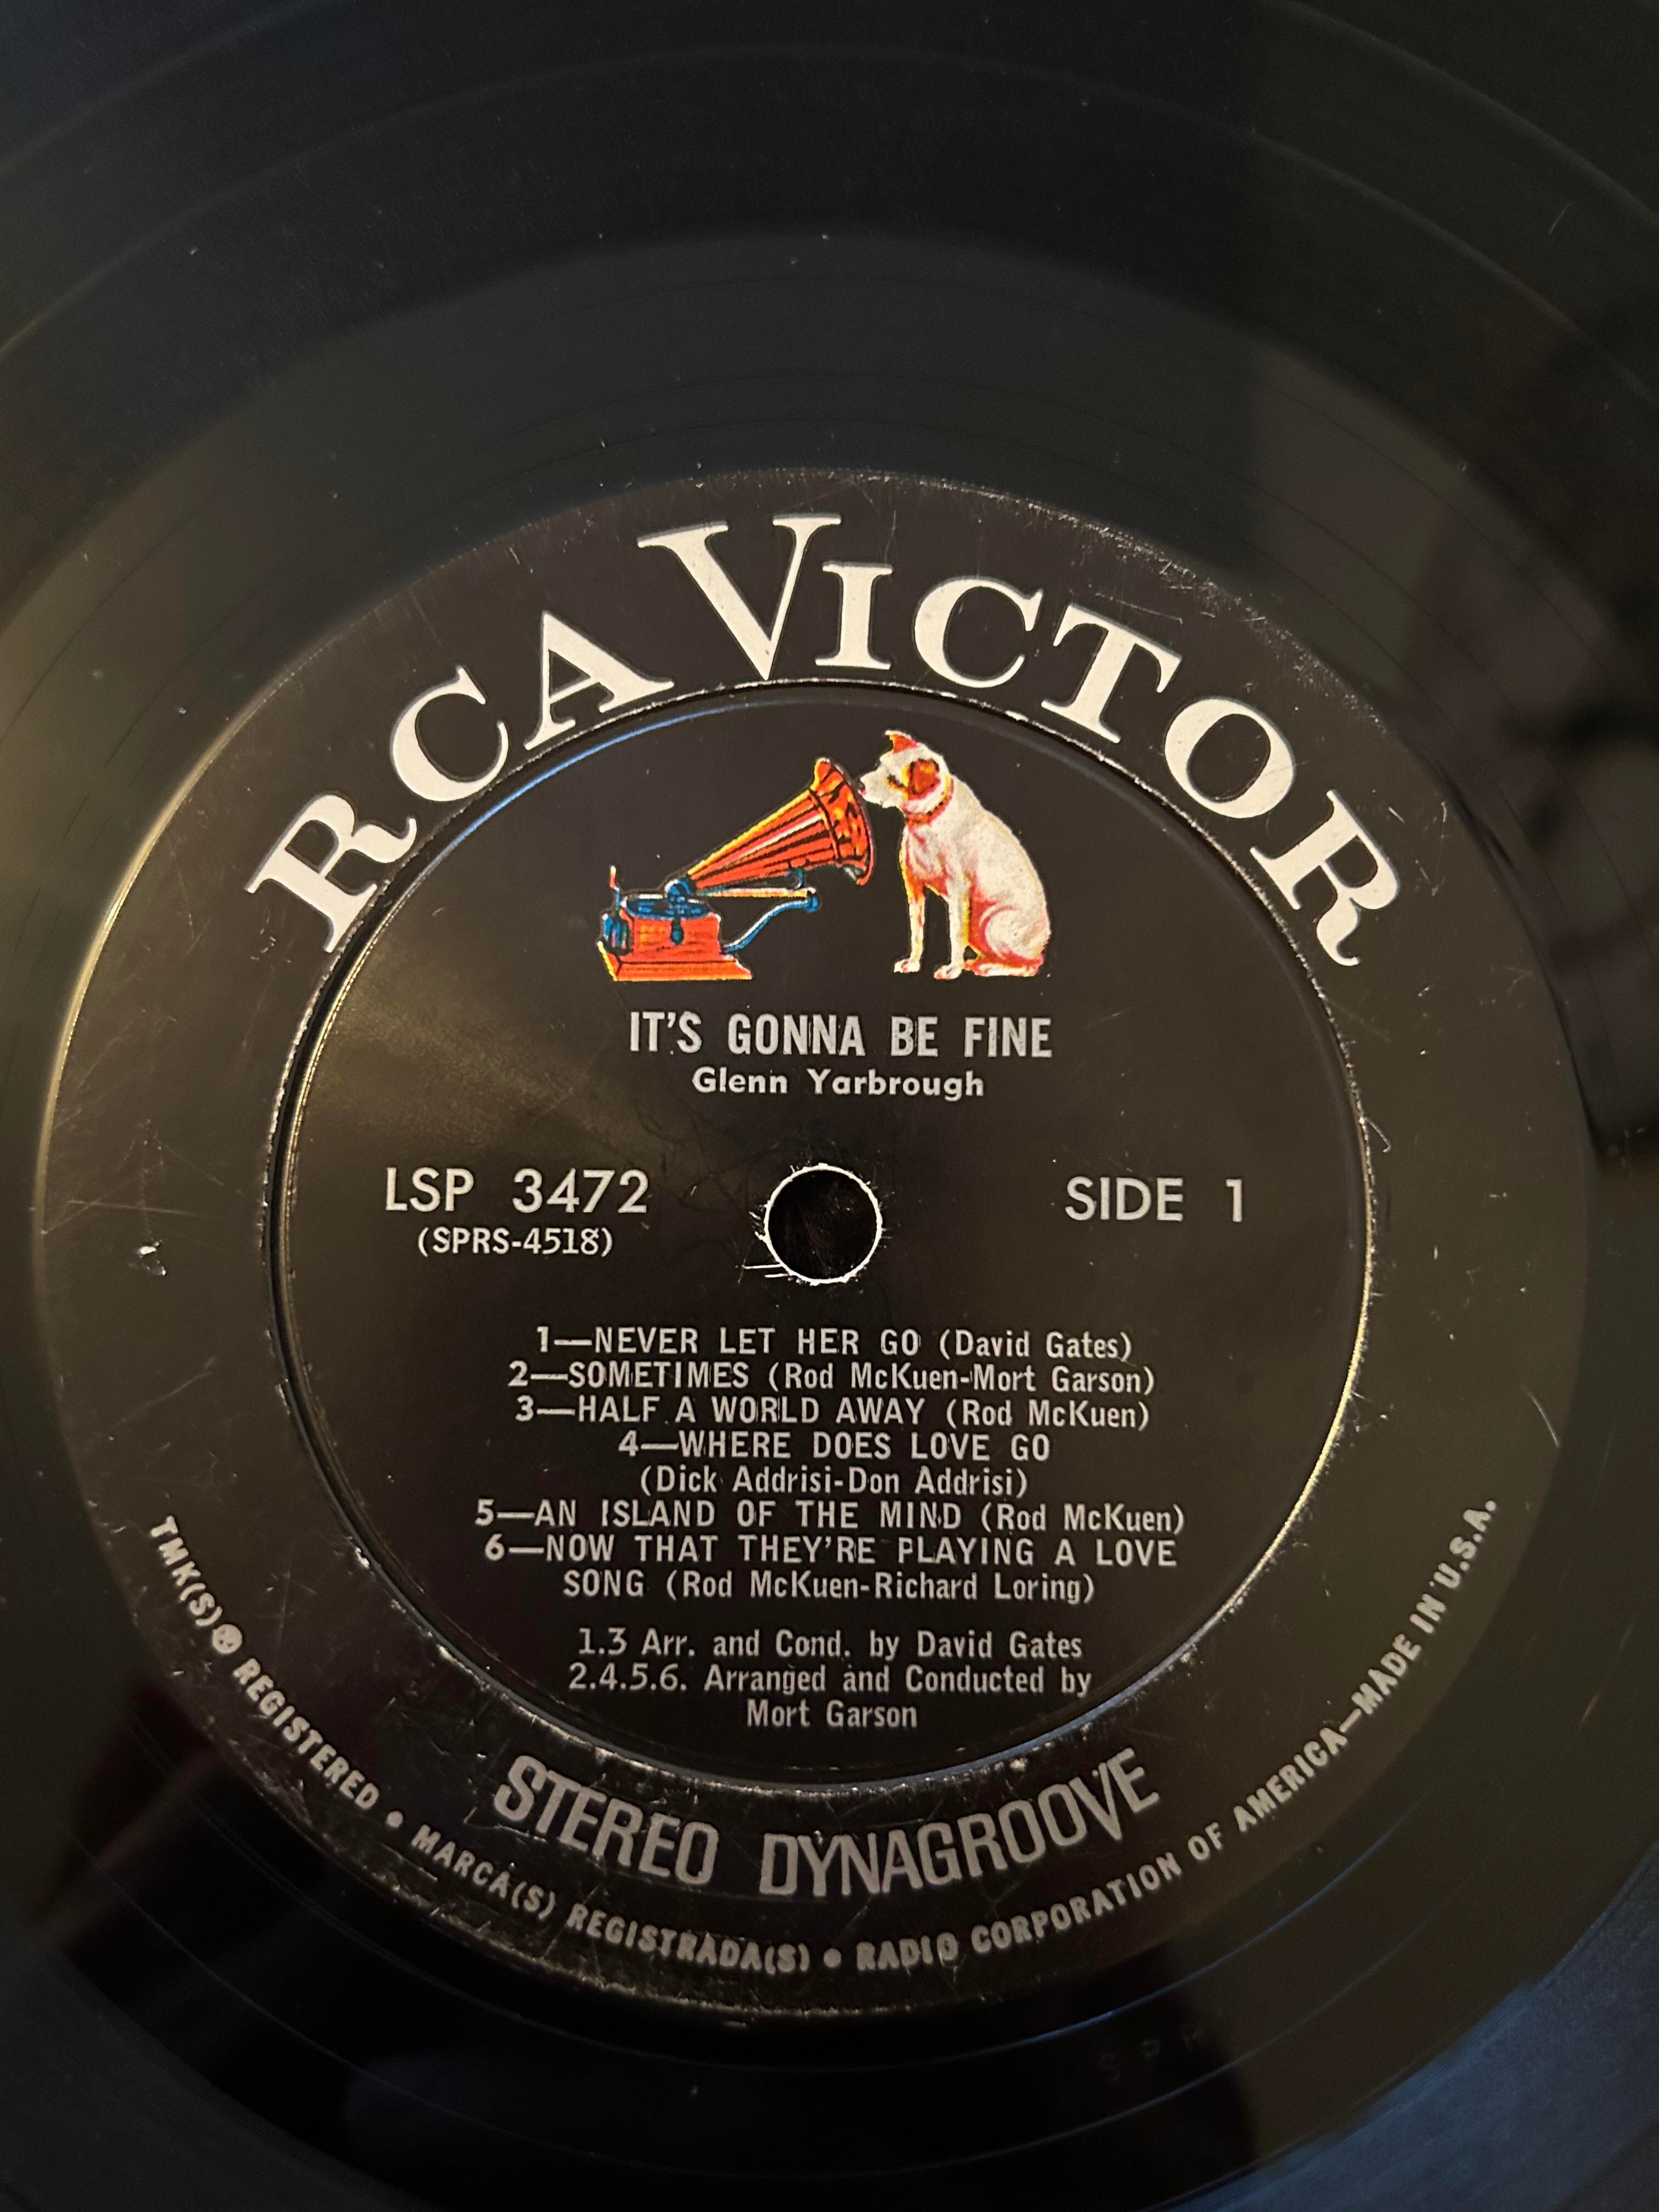 RCA VICTOR
IT'S GONNA BE FINE
Glenn Yarbrough
LSP 3472
(SPRS-4518)
SIDE 1
1—NEVER LET HER GO (David Gates)
2—SOMETIMES (Rod McKuen-Mort Garson)
3—HALF A WORLD AWAY (Rod McKuen)
4—WHERE DOES LOVE GO
(Dick Addrisi-Don Addrisi)
5—AN ISLAND OF THE MIND (Rod McKuen)
6—NOW THAT THEY'RE PLAYING A LOVE
SONG (Rod McKuen-Richard Loring)
1.3 Arr. and Cond. by David Gates
2.4.5.6. Arranged and Conducted by
Mort Garson
STEREO DYNAGROOVE
TMK(S) ® REGISTERED • MARCA(S) REGISTRADA(S) • RADIO CORPORATION OF AMERICA—MADE IN U.S.A.